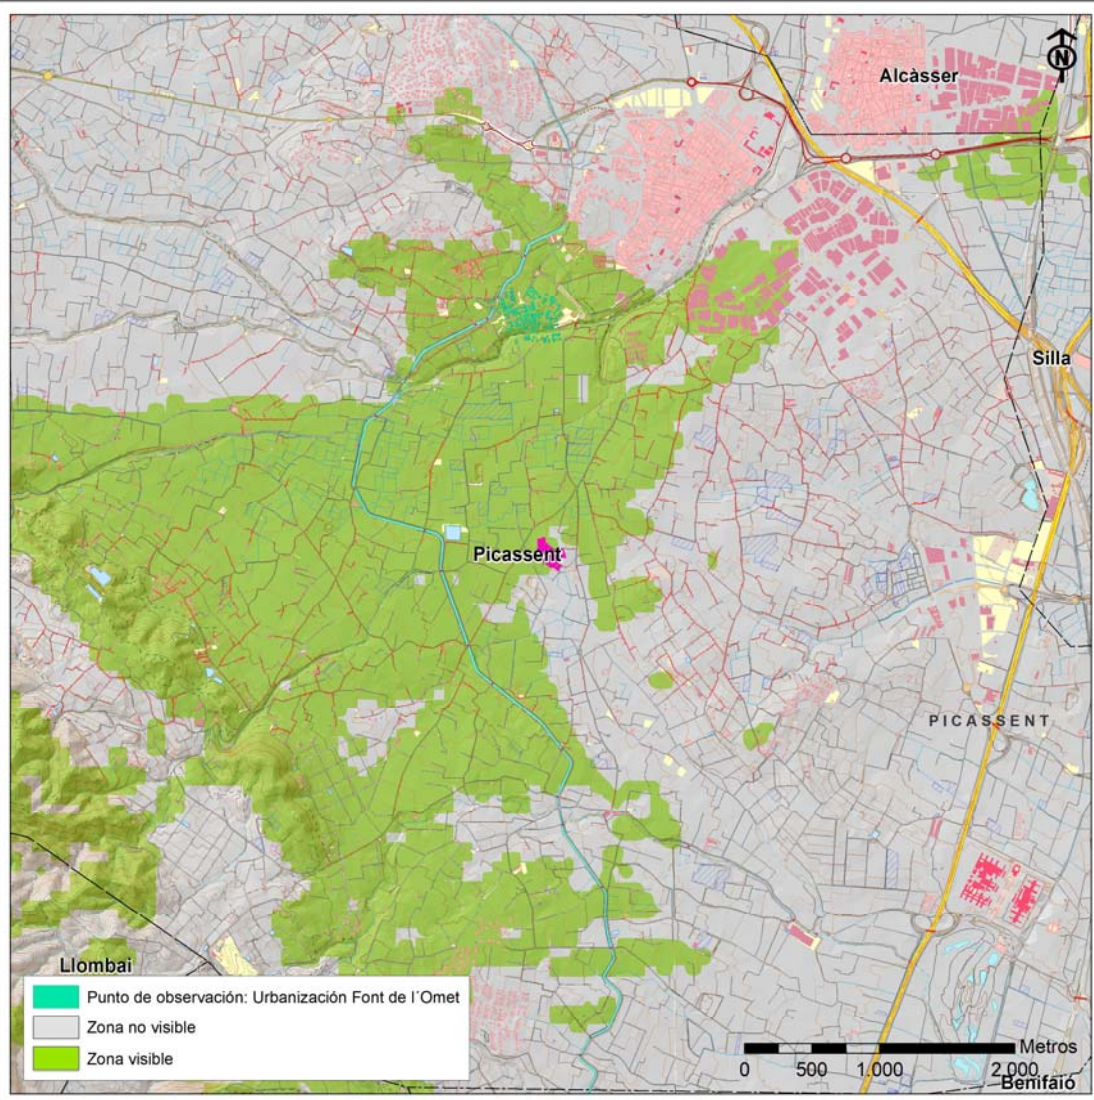 Alcàsser
N
Silla
Picassent
PICASSENT
Llombai
Punto de observación: Urbanización Font de l´Omet
Zona no visible
Zona visible
Metros
0 500 1.000 2.000
Benifaió